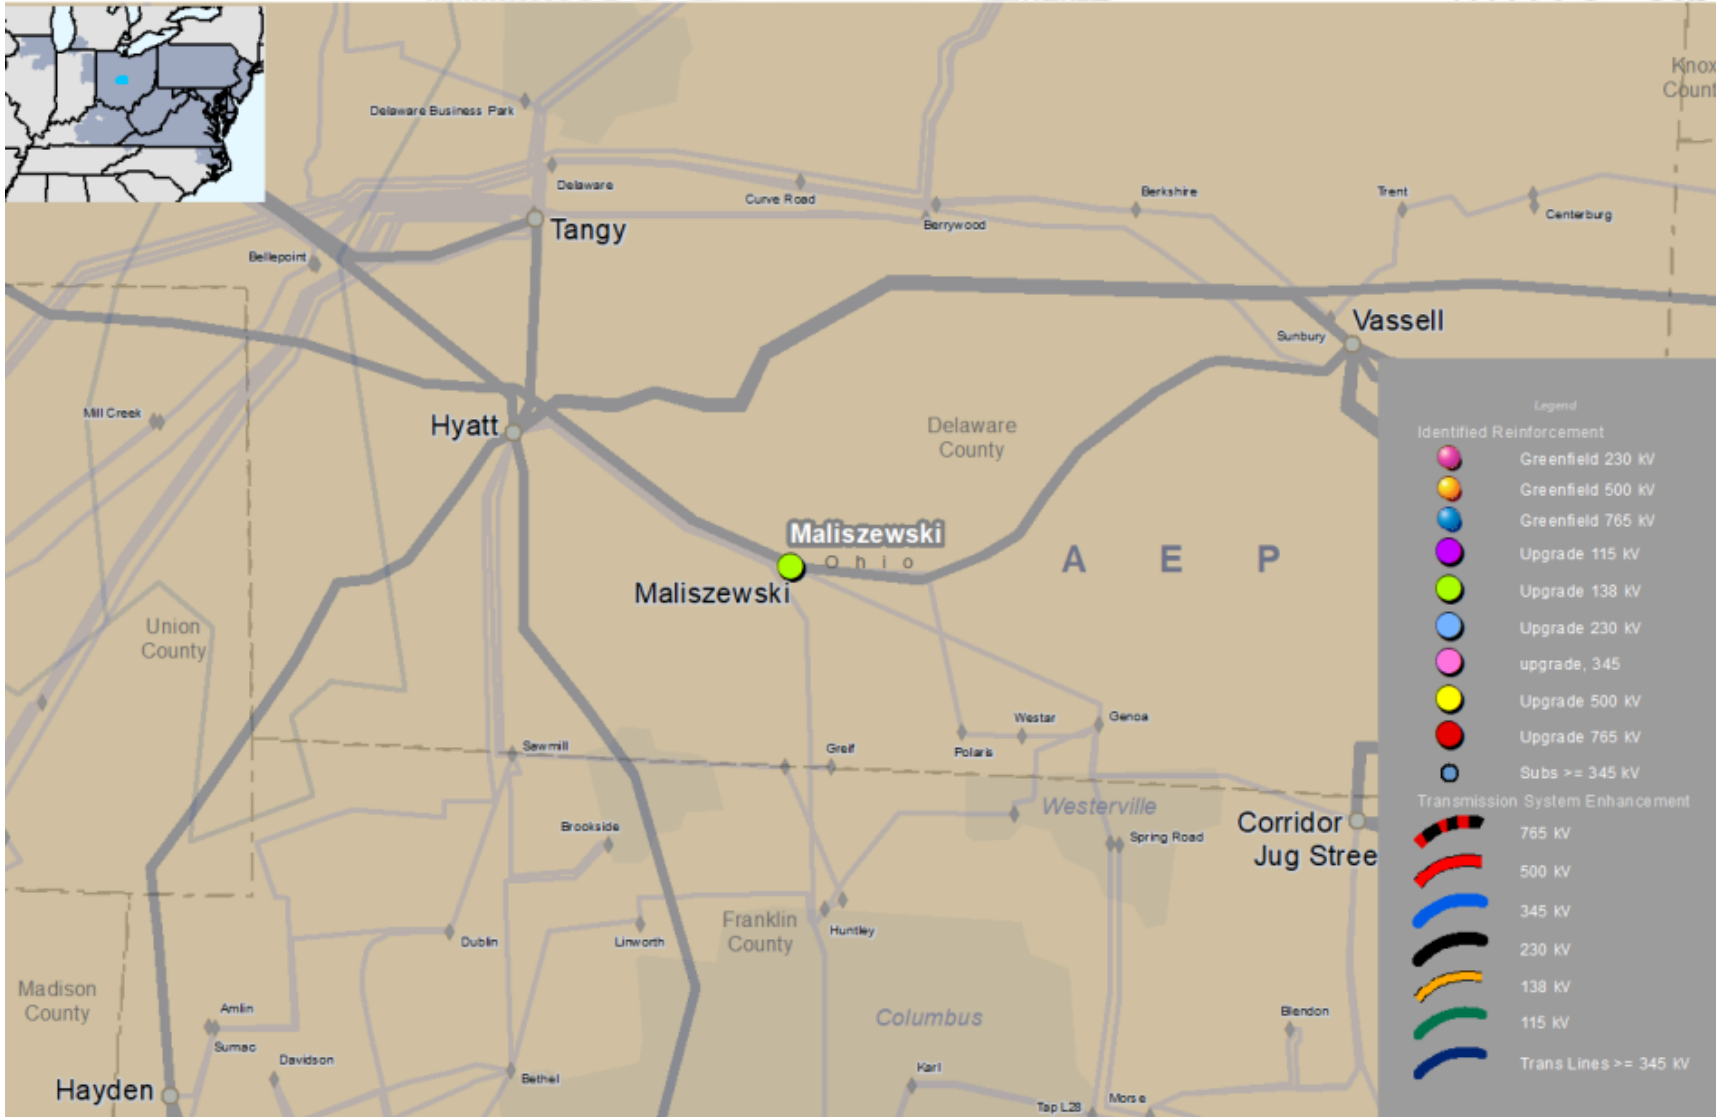 Knox
Count
Delaware Business Park
Delaware
Curve Road
Berkshire
Trent
Centerburg
Berrywood
Tangy
Bellepoint
Vassell
Sunbury
Mill Creek
Hyatt
Delaware
County
Maliszewski
Ohio
A E P
Maliszewski
Union
County
Westar
Genoa
Polaris
Sawmill
Greif
Westerville
Brookside
Spring Road
Corridor
Jug Stree
Franklin
County
Huntley
Linworth
Dublin
Madison
County
Amlin
Sumac
Davidson
Columbus
Blendon
Hayden
Bethel
Karl
Tap L28
Morse
Legend
Identified Reinforcement
Greenfield 230 kV
Greenfield 500 kV
Greenfield 765 kV
Upgrade 115 kV
Upgrade 138 kV
Upgrade 230 kV
upgrade, 345
Upgrade 500 kV
Upgrade 765 kV
Subs >= 345 kV
Transmission System Enhancement
765 kV
500 kV
345 kV
230 kV
138 kV
115 kV
Trans Lines >= 345 kV